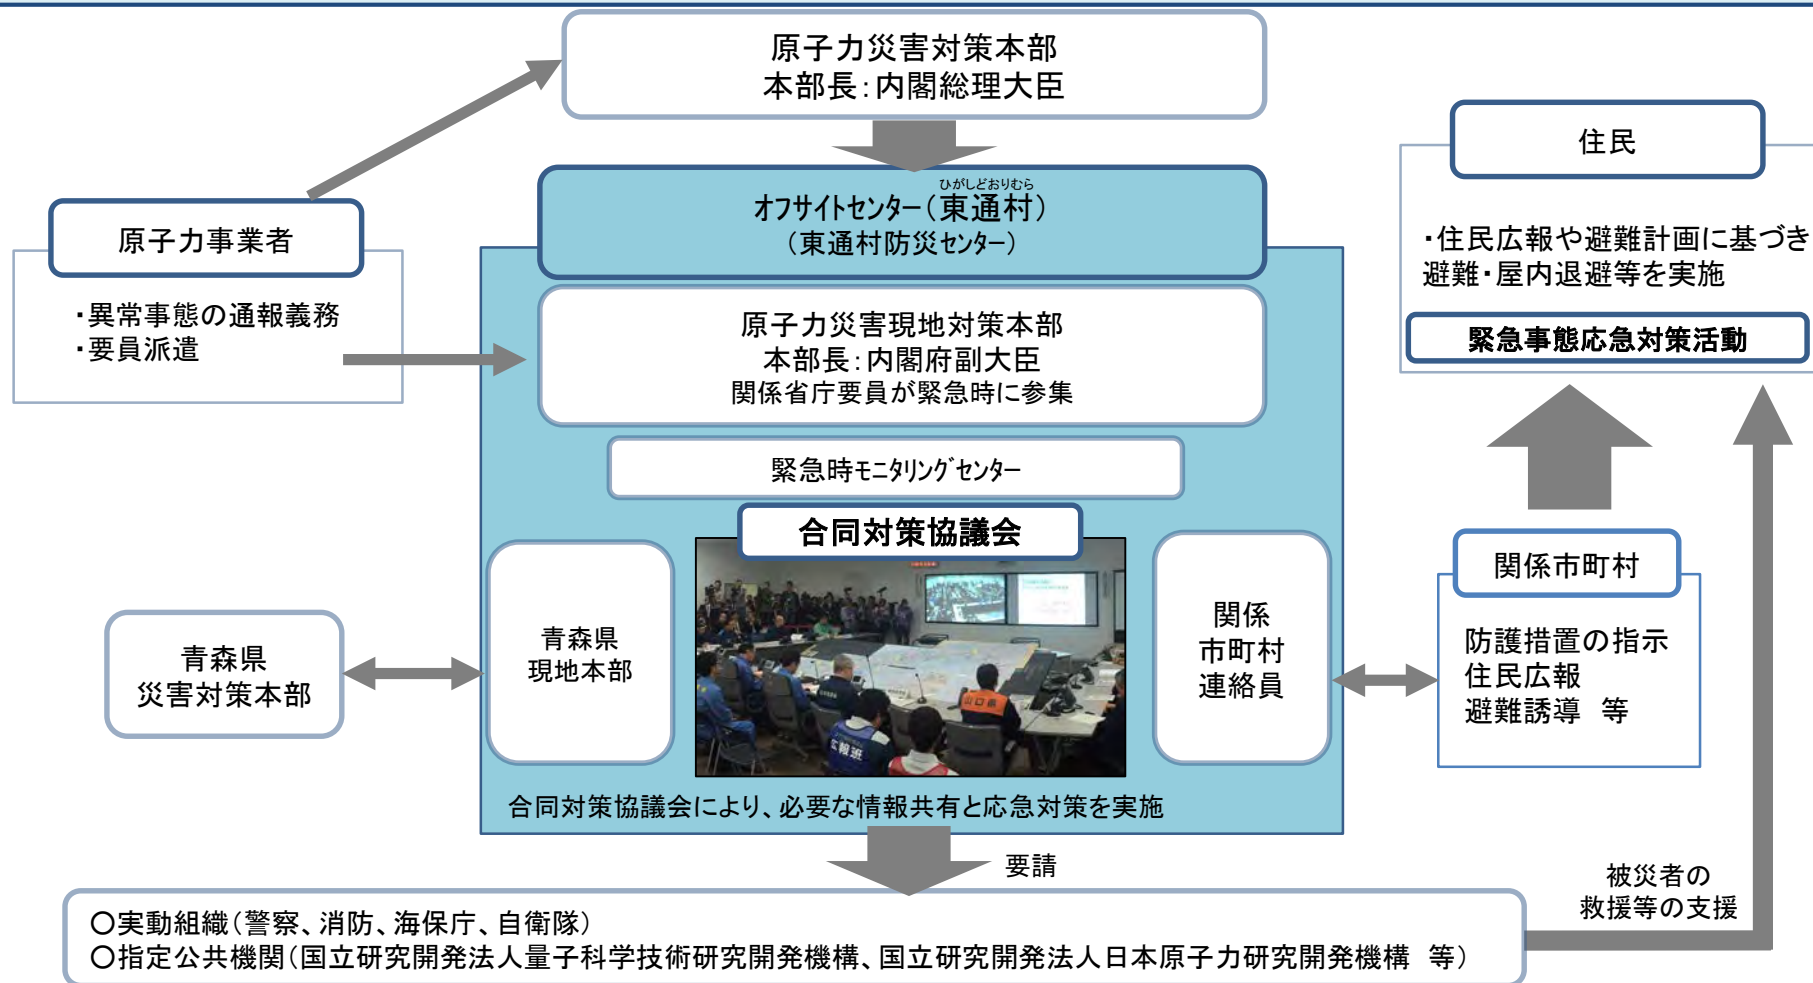 原子力災害対策本部
本部長：内閣総理大臣
ひがしどおりむら
オフサイトセンター（東通村）
（東通村防災センター）
原子力事業者
・異常事態の通報義務
・要員派遣
原子力災害現地対策本部
本部長：内閣府副大臣
関係省庁要員が緊急時に参集
緊急時モニタリングセンター
合同対策協議会
青森県
災害対策本部
青森県
現地本部
広報班
山口県
関係
市町村
連絡員
合同対策協議会により、必要な情報共有と応急対策を実施
住民
・住民広報や避難計画に基づき
避難・屋内退避等を実施
緊急事態応急対策活動
関係市町村
防護措置の指示
住民広報
避難誘導　等
要請
被災者の
救援等の支援
○実動組織（警察、消防、海保庁、自衛隊）
○指定公共機関（国立研究開発法人量子科学技術研究開発機構、国立研究開発法人日本原子力研究開発機構　等）